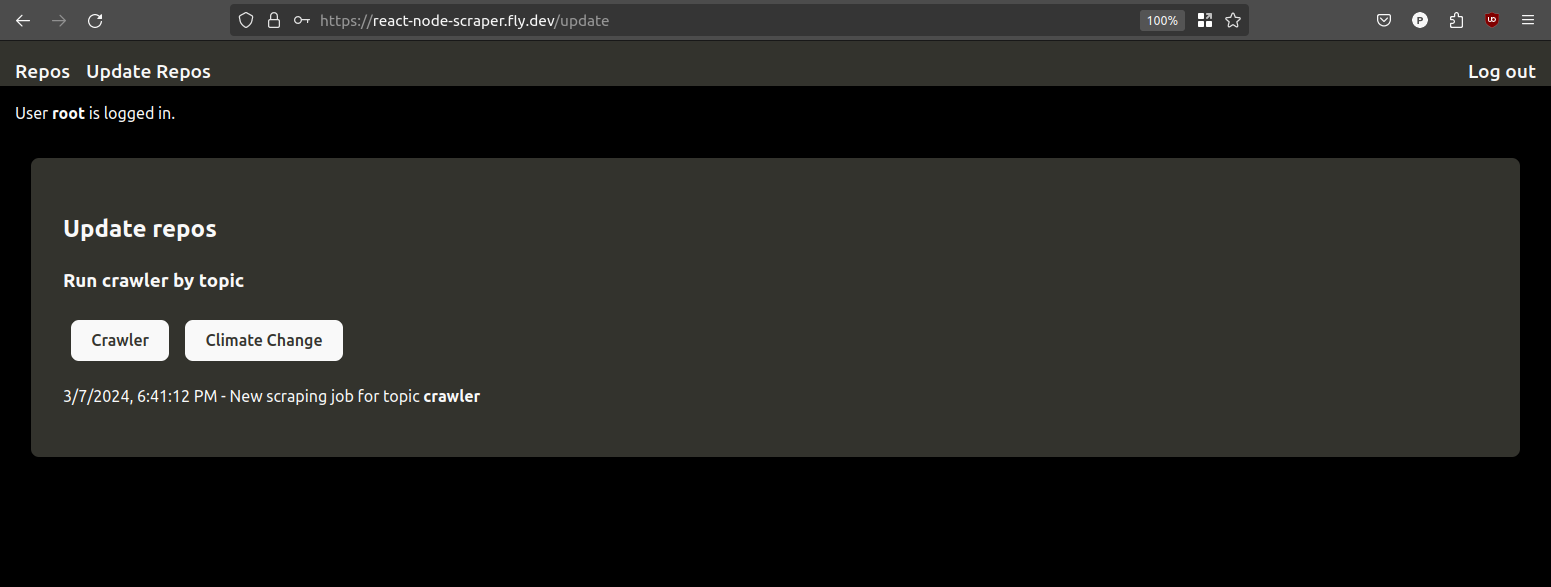 https://react-node-scraper.fly.dev/update
100%
P
UD
Repos Update Repos Log out
User root is logged in.
Update repos
Run crawler by topic
Crawler Climate Change
3/7/2024, 6:41:12 PM - New scraping job for topic crawler